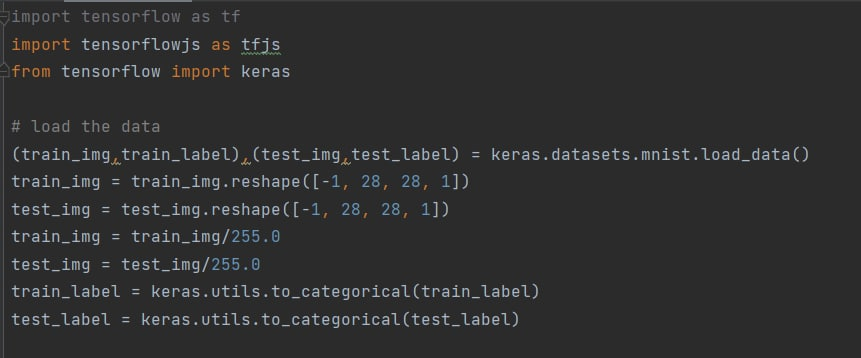 import tensorflow as tf
import tensorflowjs as tfjs
from tensorflow import keras
# load the data
(train_img,train_label),(test_img,test_label) = keras.datasets.mnist.load_data()
train_img = train_img.reshape([-1, 28, 28, 1])
test_img = test_img.reshape([-1, 28, 28, 1])
train_img = train_img/255.0
test_img = test_img/255.0
train_label = keras.utils.to_categorical(train_label)
test_label = keras.utils.to_categorical(test_label)